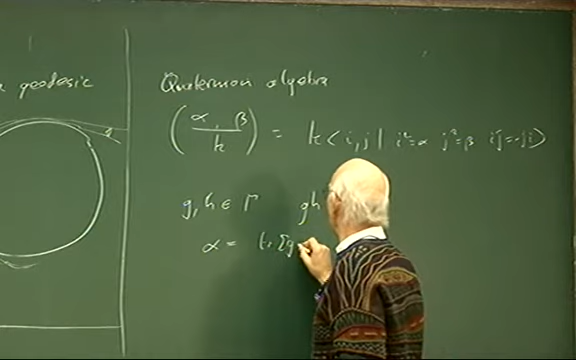 a geodesic
Quaternion algebra
(α, β / k) = k⟨i,j | i²=α j²=β ij=-ji⟩
g, h ∈ Γ gh
α = tr [g